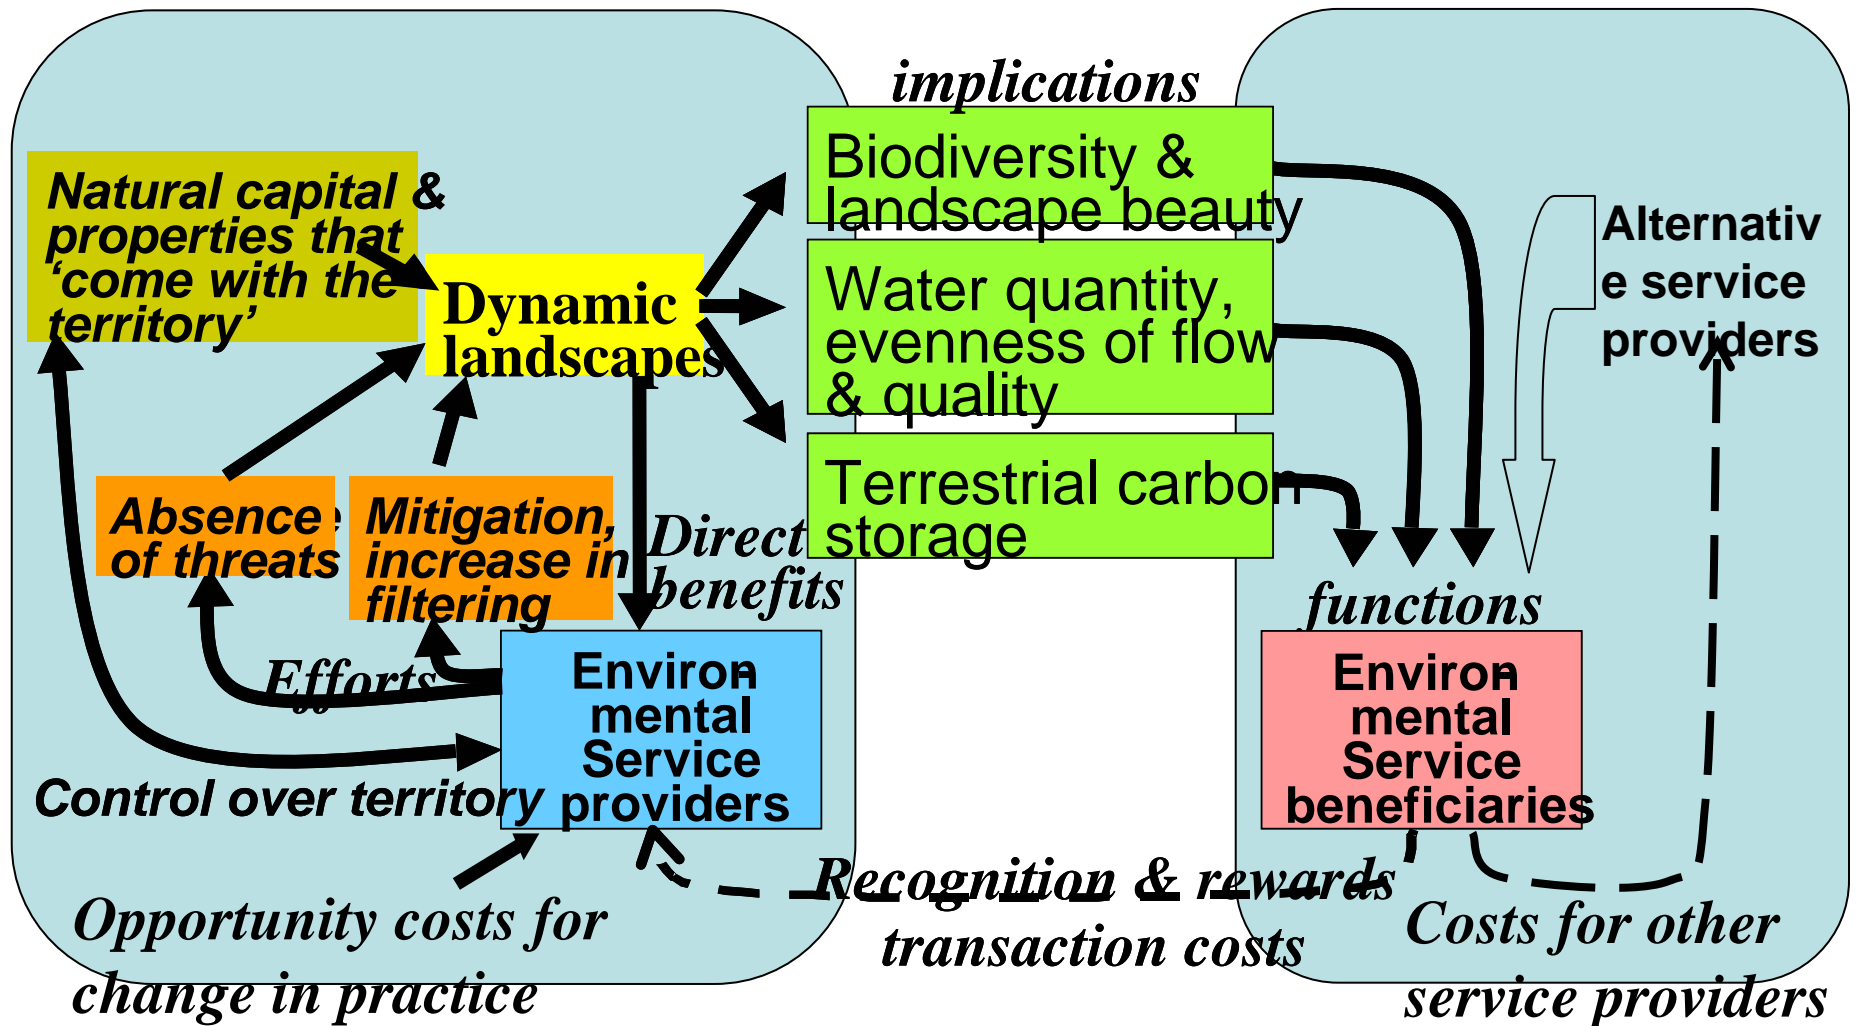 implications
Natural capital &
properties that
‘come with the
territory’
Dynamic
landscapes
Biodiversity &
landscape beauty
Water quantity,
evenness of flow
& quality
Terrestrial carbon
storage
Alternativ
e service
providers
Absence
of threats
Mitigation,
increase in
filtering
Direct
benefits
functions
Efforts
Environ-
mental
Service
providers
Environ-
mental
Service
beneficiaries
Control over territory
Recognition & rewards
transaction costs
Opportunity costs for
change in practice
Costs for other
service providers